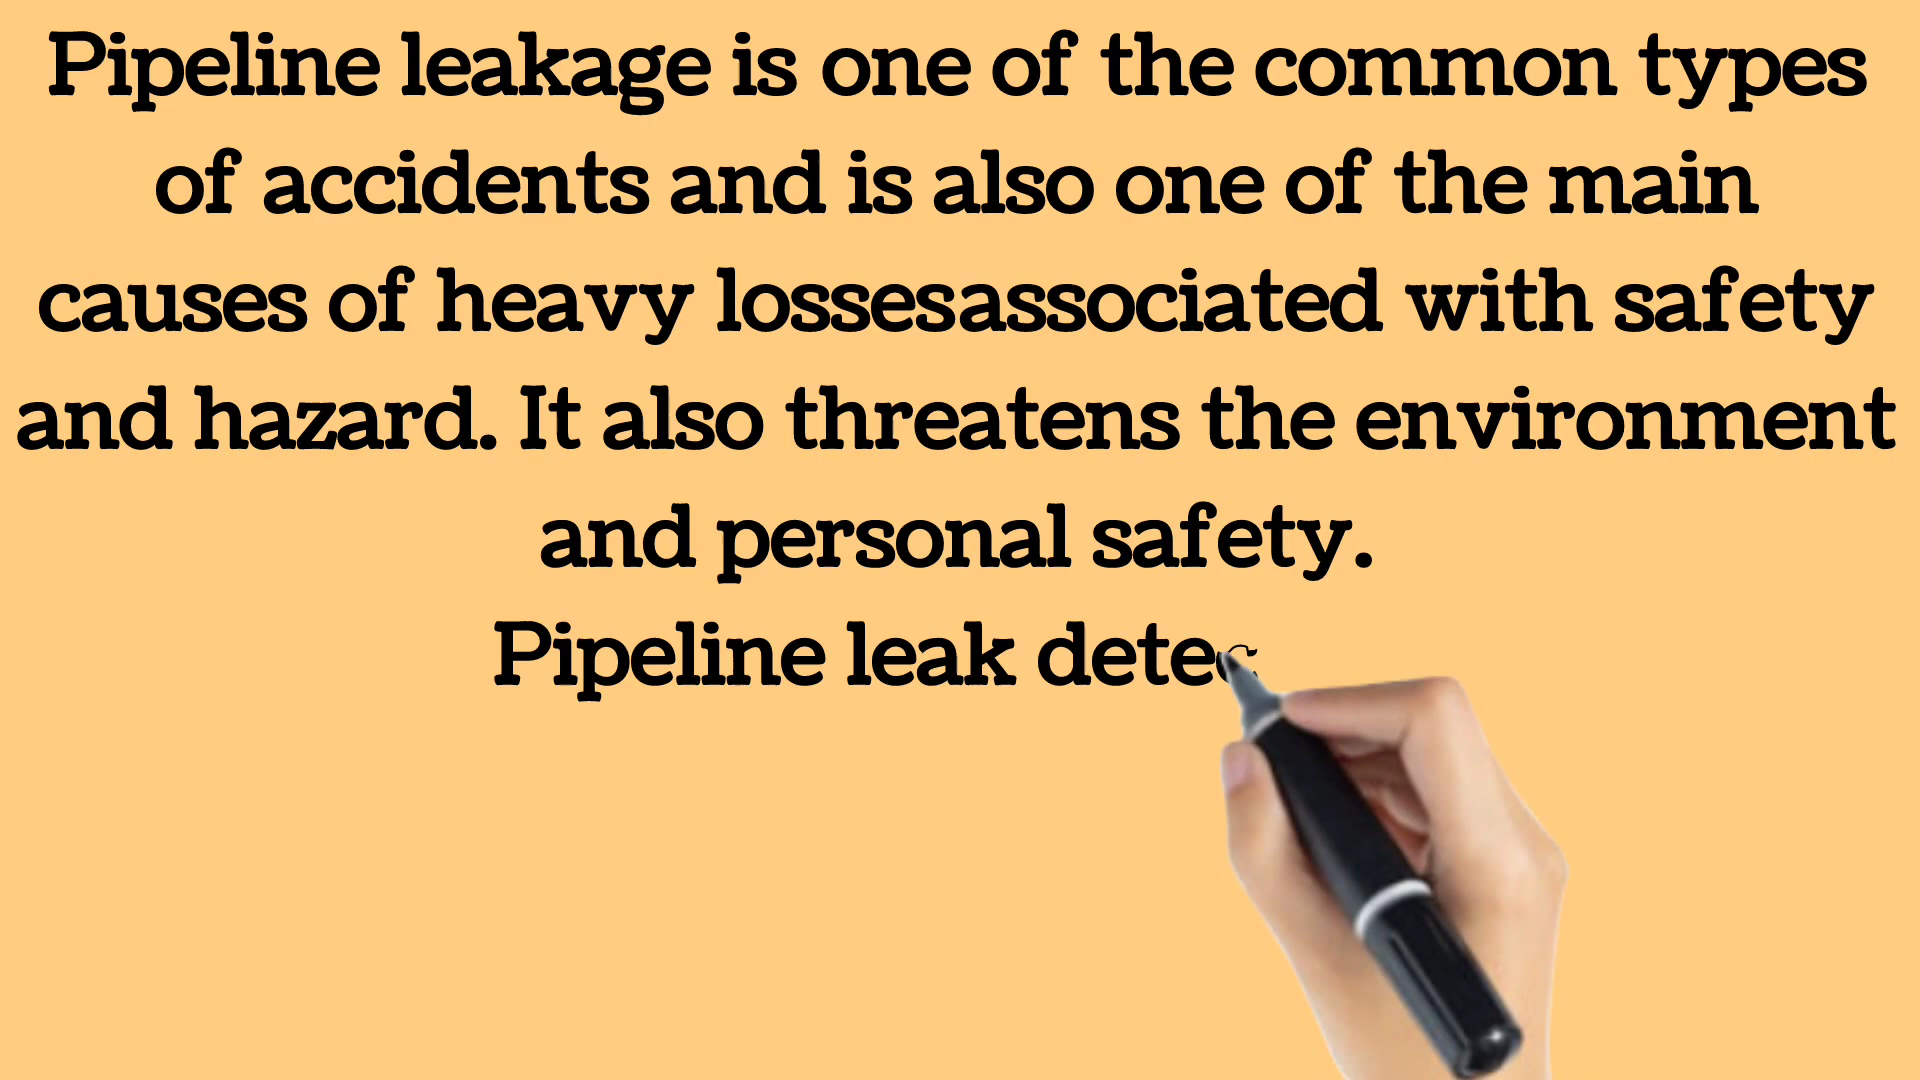 Pipeline leakage is one of the common types
of accidents and is also one of the main
causes of heavy lossesassociated with safety
and hazard. It also threatens the environment
and personal safety.
Pipeline leak detec